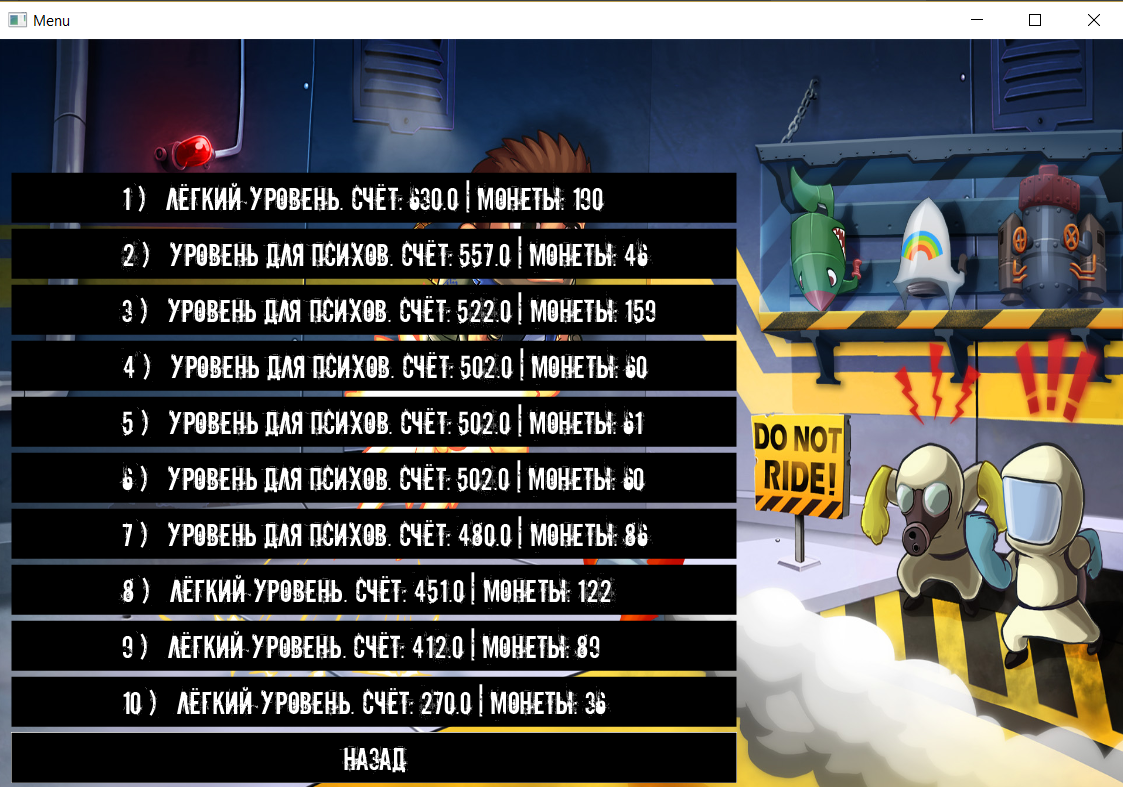 Menu
1 ) ЛЁГКИЙ УРОВЕНЬ. СЧЁТ: 630.0 | МОНЕТЫ: 190
2 ) УРОВЕНЬ ДЛЯ ПСИХОВ. СЧЁТ: 557.0 | МОНЕТЫ: 46
3 ) УРОВЕНЬ ДЛЯ ПСИХОВ. СЧЁТ: 522.0 | МОНЕТЫ: 159
4 ) УРОВЕНЬ ДЛЯ ПСИХОВ. СЧЁТ: 502.0 | МОНЕТЫ: 60
5 ) УРОВЕНЬ ДЛЯ ПСИХОВ. СЧЁТ: 502.0 | МОНЕТЫ: 61
6 ) УРОВЕНЬ ДЛЯ ПСИХОВ. СЧЁТ: 502.0 | МОНЕТЫ: 60
7 ) УРОВЕНЬ ДЛЯ ПСИХОВ. СЧЁТ: 480.0 | МОНЕТЫ: 86
8 ) ЛЁГКИЙ УРОВЕНЬ. СЧЁТ: 451.0 | МОНЕТЫ: 122
9 ) ЛЁГКИЙ УРОВЕНЬ. СЧЁТ: 412.0 | МОНЕТЫ: 89
10 ) ЛЁГКИЙ УРОВЕНЬ. СЧЁТ: 270.0 | МОНЕТЫ: 36
НАЗАД
!!!
DO NOT
RIDE!